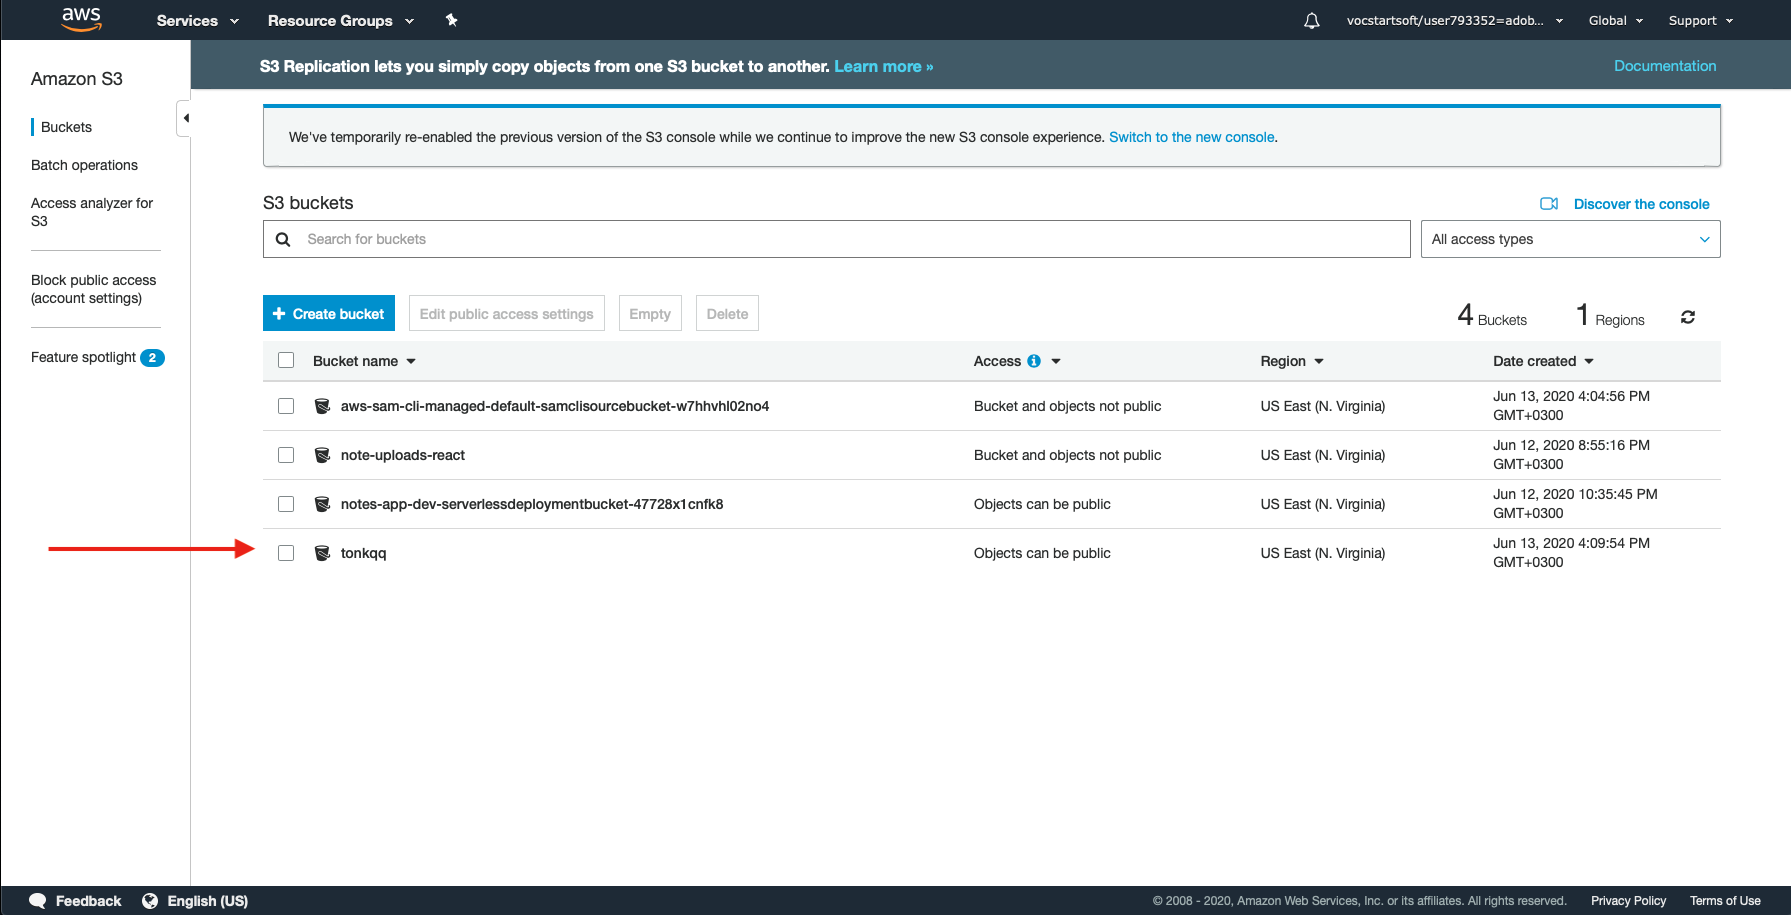 aws Services Resource Groups vocstartsoft/user793352=adob... Global Support
Amazon S3
Buckets
Batch operations
Access analyzer for
S3
Block public access
(account settings)
Feature spotlight 2
S3 Replication lets you simply copy objects from one S3 bucket to another. Learn more » Documentation
We've temporarily re-enabled the previous version of the S3 console while we continue to improve the new S3 console experience. Switch to the new console.
S3 buckets Discover the console
Search for buckets All access types
+ Create bucket Edit public access settings Empty Delete 4 Buckets 1 Regions
Bucket name Access i Region Date created
aws-sam-cli-managed-default-samclisourcebucket-w7hhvhl02no4 Bucket and objects not public US East (N. Virginia) Jun 13, 2020 4:04:56 PM
GMT+0300
note-uploads-react Bucket and objects not public US East (N. Virginia) Jun 12, 2020 8:55:16 PM
GMT+0300
notes-app-dev-serverlessdeploymentbucket-47728x1cnfk8 Objects can be public US East (N. Virginia) Jun 12, 2020 10:35:45 PM
GMT+0300
tonkqq Objects can be public US East (N. Virginia) Jun 13, 2020 4:09:54 PM
GMT+0300
Feedback English (US) © 2008 - 2020, Amazon Web Services, Inc. or its affiliates. All rights reserved. Privacy Policy Terms of Use